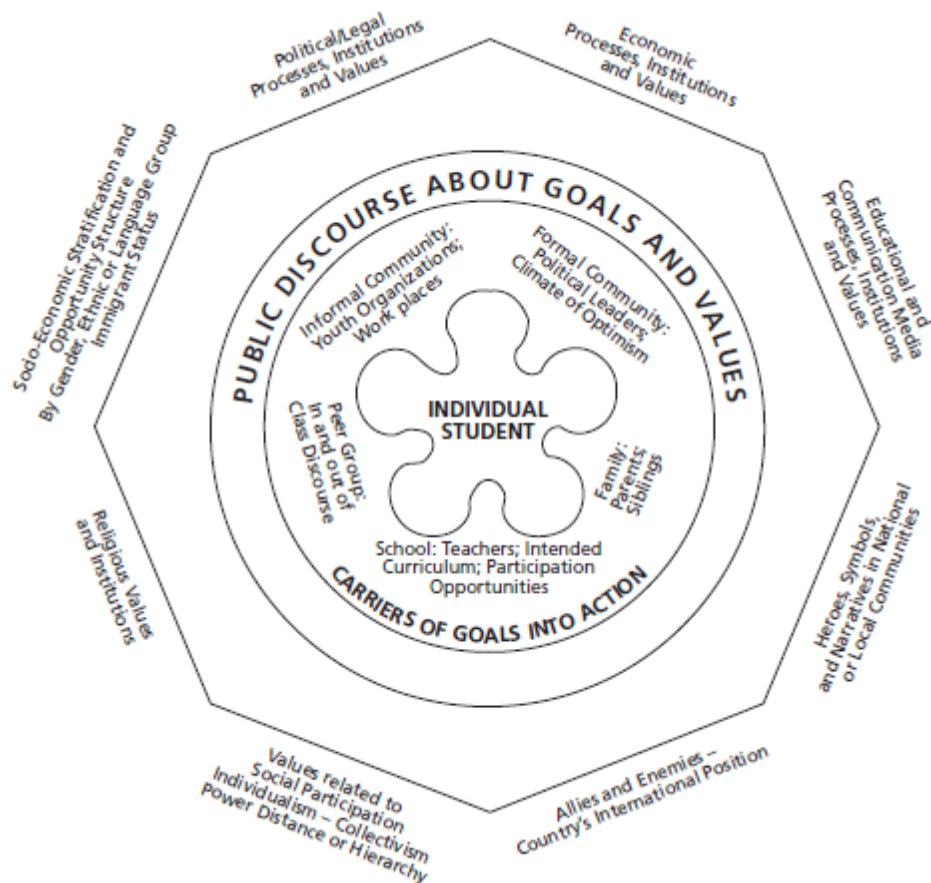 Political/Legal
Processes, Institutions
and Values
Economic
Processes, Institutions
and Values
Educational and
Communication Media
Processes, Institutions
and Values
Heroes, Symbols,
and Narratives in National
or Local Communities
Allies and Enemies –
Country's International Position
Values related to
Social Participation
Individualism – Collectivism
Power Distance or Hierarchy
Religious Values
and Institutions
Socio-Economic Stratification and
Opportunity Structure
By Gender, Ethnic or Language Group
Immigrant Status
PUBLIC DISCOURSE ABOUT GOALS AND VALUES
Informal Community:
Youth Organizations;
Work places
Formal Community:
Political Leaders;
Climate of Optimism
INDIVIDUAL
STUDENT
Peer Group:
In and out of
Class Discourse
Family:
Parents;
Siblings
School: Teachers; Intended
Curriculum; Participation
Opportunities
CARRIERS OF GOALS INTO ACTION